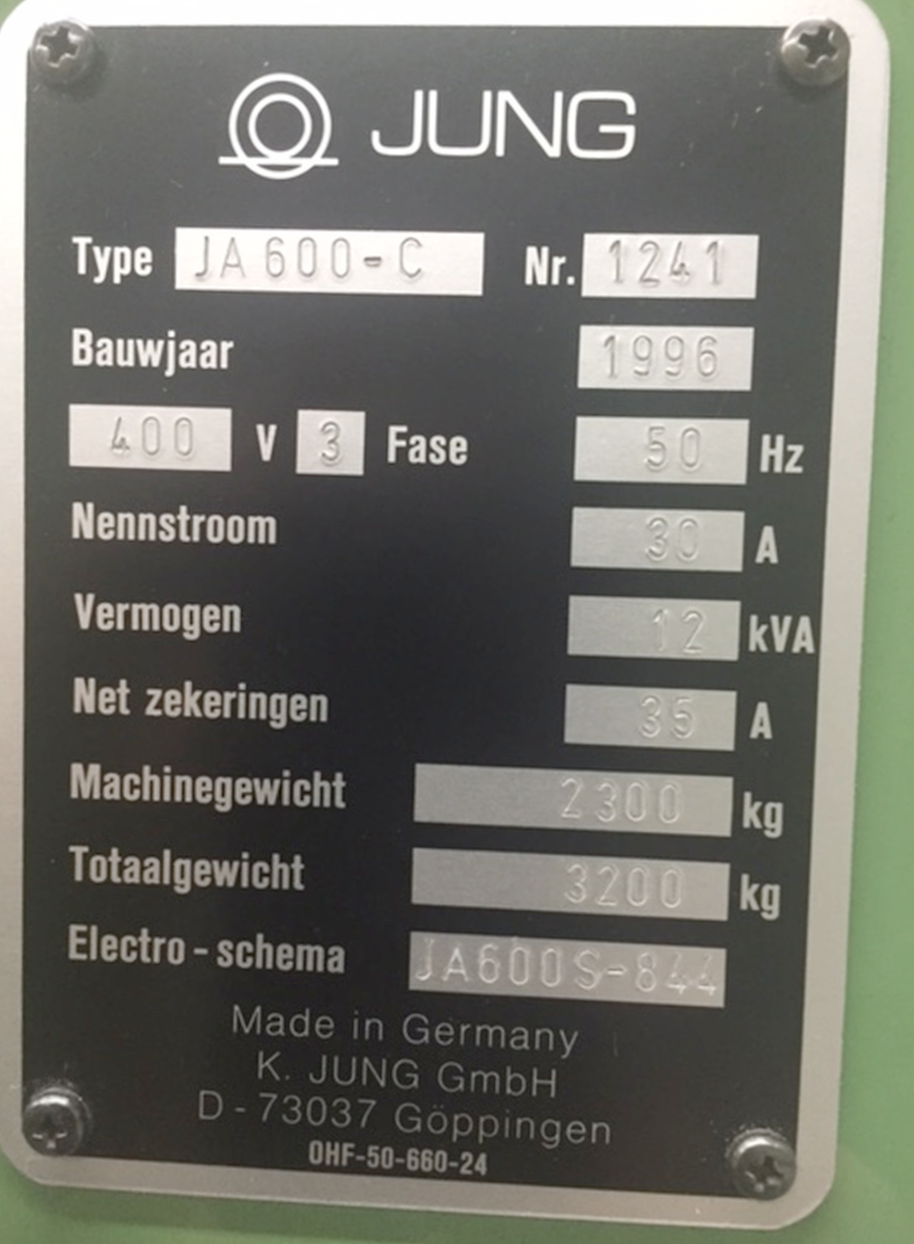 JUNG
Type JA600-C Nr. 1241
Bauwjaar 1996
400 V 3 Fase 50 Hz
Nennstroom 30 A
Vermogen 12 kVA
Net zekeringen 35 A
Machinegewicht 2300 kg
Totaalgewicht 3200 kg
Electro-schema JA600S-844
Made in Germany
K. JUNG GmbH
D-73037 Göppingen
OHF-50-660-24